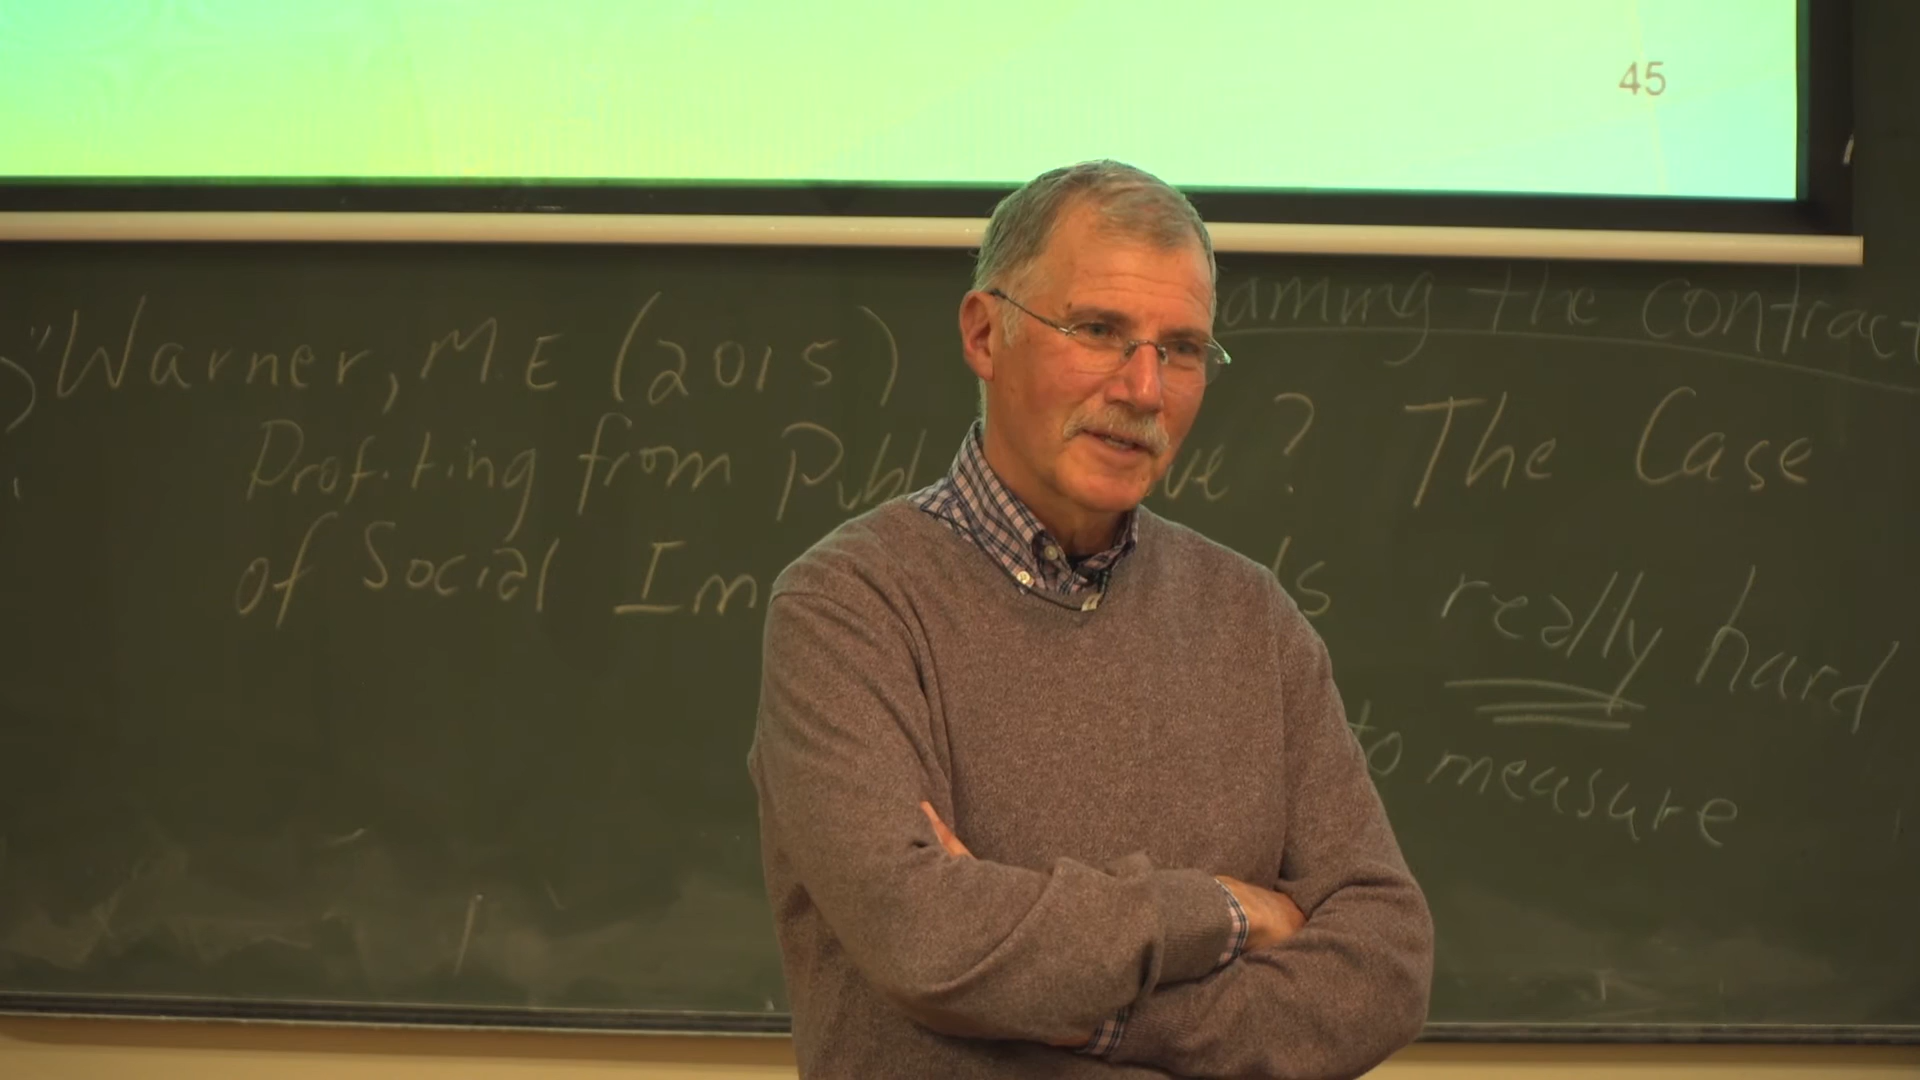 45
aming the contract
"Warner, M.E (2015)
Profiting from Publ ve? The Case
of Social Im ds really hard
to measure